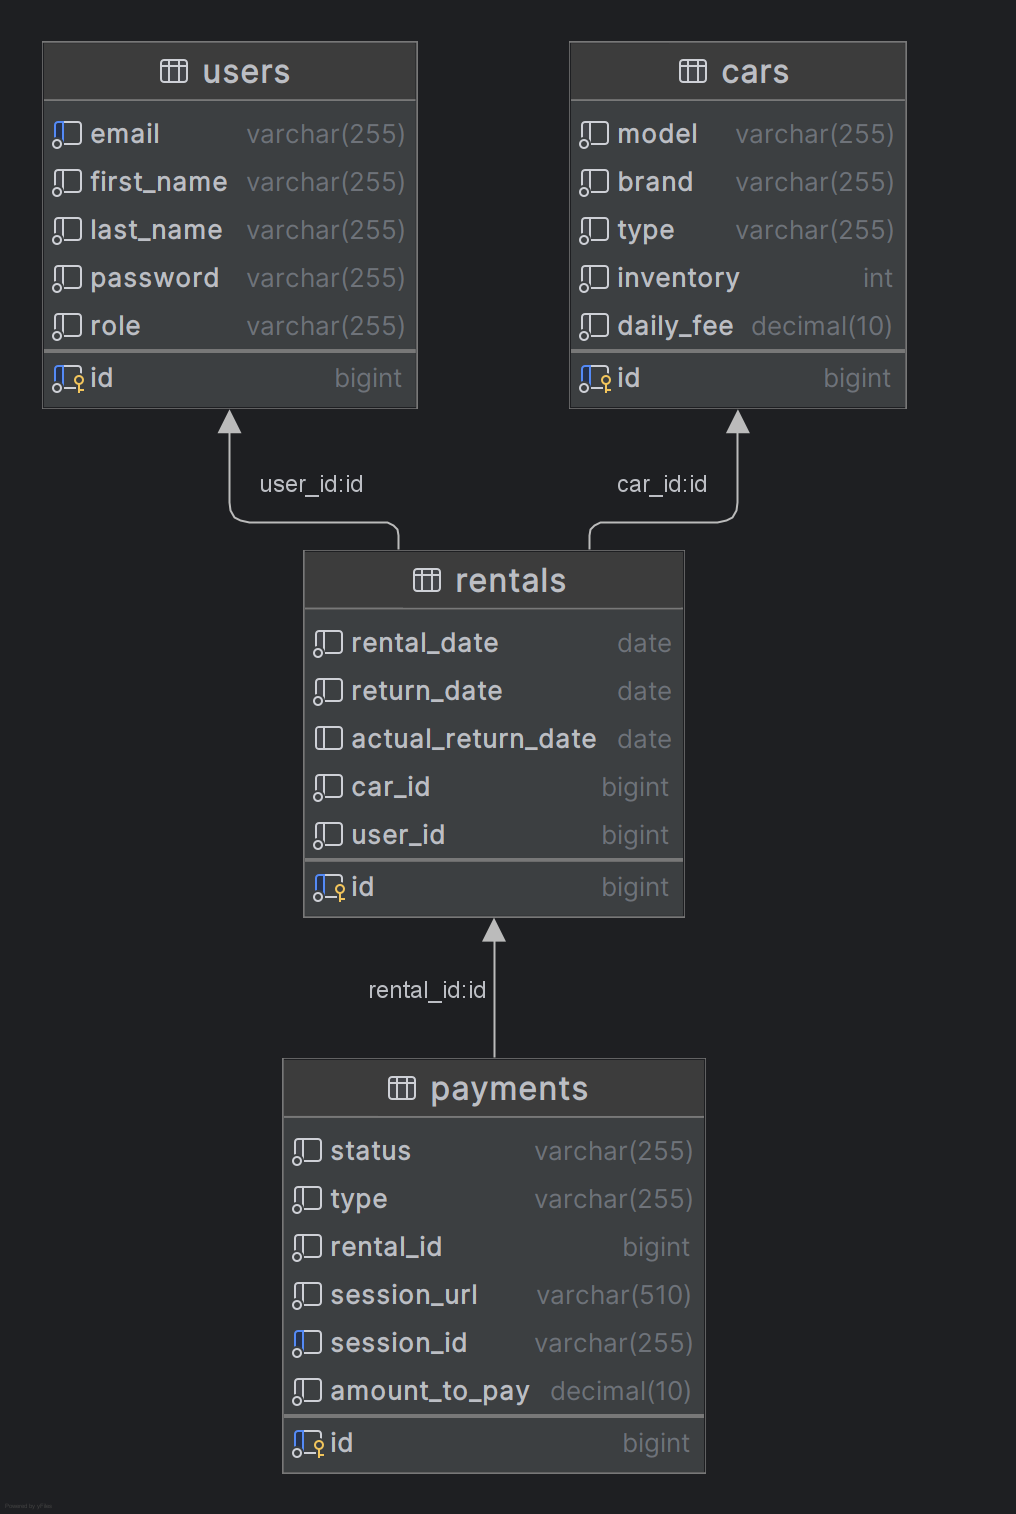 users
email varchar(255)
first_name varchar(255)
last_name varchar(255)
password varchar(255)
role varchar(255)
id bigint
cars
model varchar(255)
brand varchar(255)
type varchar(255)
inventory int
daily_fee decimal(10)
id bigint
user_id:id
car_id:id
rentals
rental_date date
return_date date
actual_return_date date
car_id bigint
user_id bigint
id bigint
rental_id:id
payments
status varchar(255)
type varchar(255)
rental_id bigint
session_url varchar(510)
session_id varchar(255)
amount_to_pay decimal(10)
id bigint
Powered by yFiles